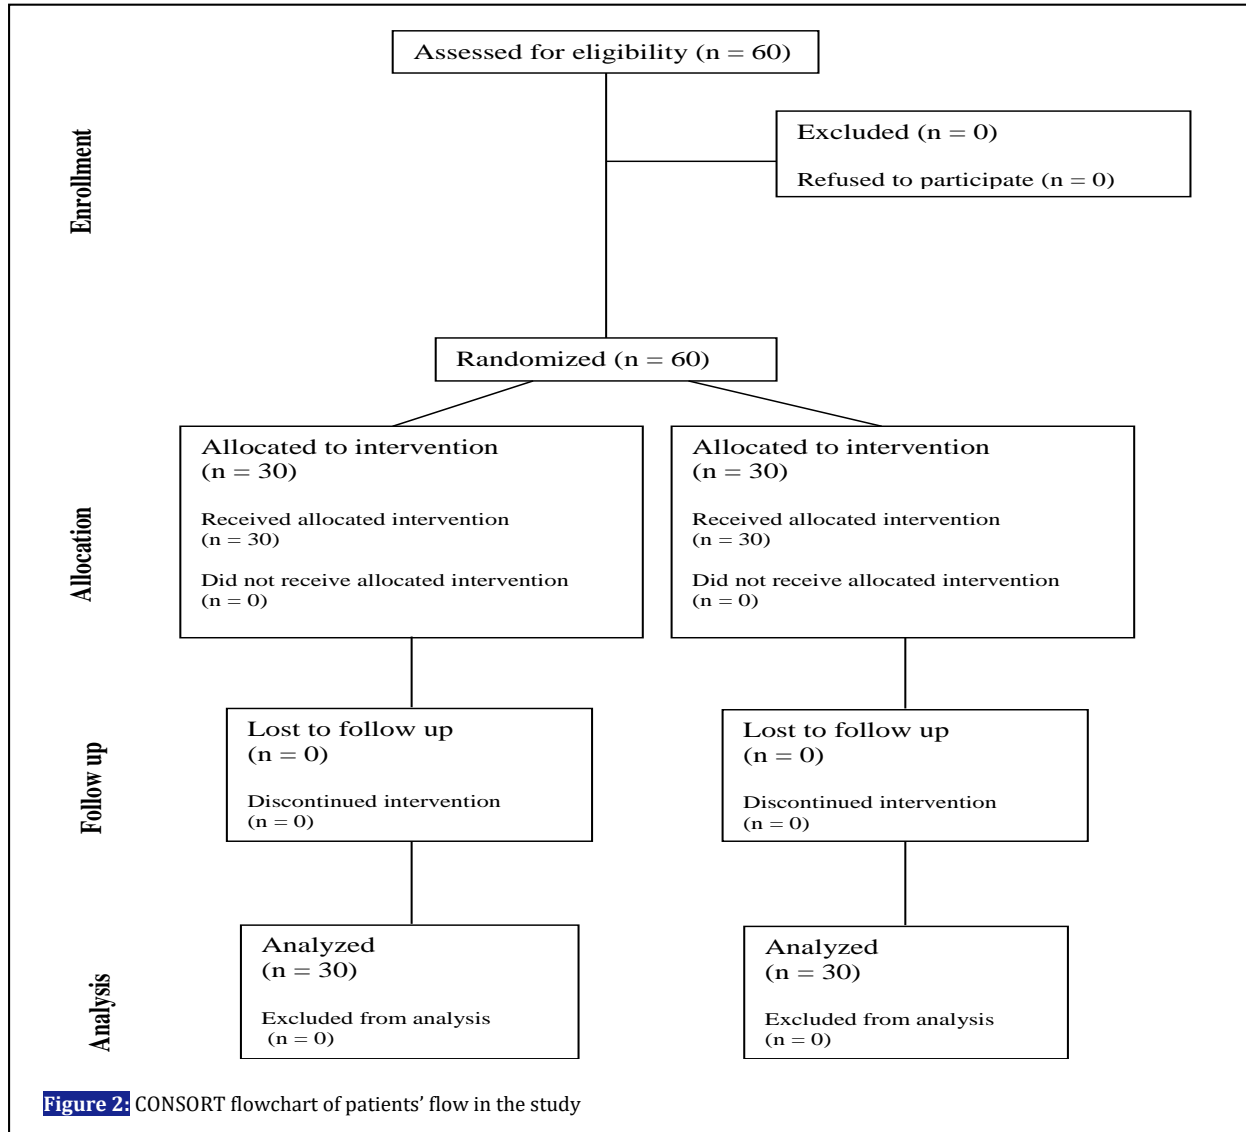 Assessed for eligibility (n = 60)
Enrollment
Excluded (n = 0)
Refused to participate (n = 0)
Randomized (n = 60)
Allocation
Allocated to intervention
(n = 30)
Received allocated intervention
(n = 30)
Did not receive allocated intervention
(n = 0)
Allocated to intervention
(n = 30)
Received allocated intervention
(n = 30)
Did not receive allocated intervention
(n = 0)
Follow up
Lost to follow up
(n = 0)
Discontinued intervention
(n = 0)
Lost to follow up
(n = 0)
Discontinued intervention
(n = 0)
Analysis
Analyzed
(n = 30)
Excluded from analysis
(n = 0)
Analyzed
(n = 30)
Excluded from analysis
(n = 0)
Figure 2: CONSORT flowchart of patients’ flow in the study